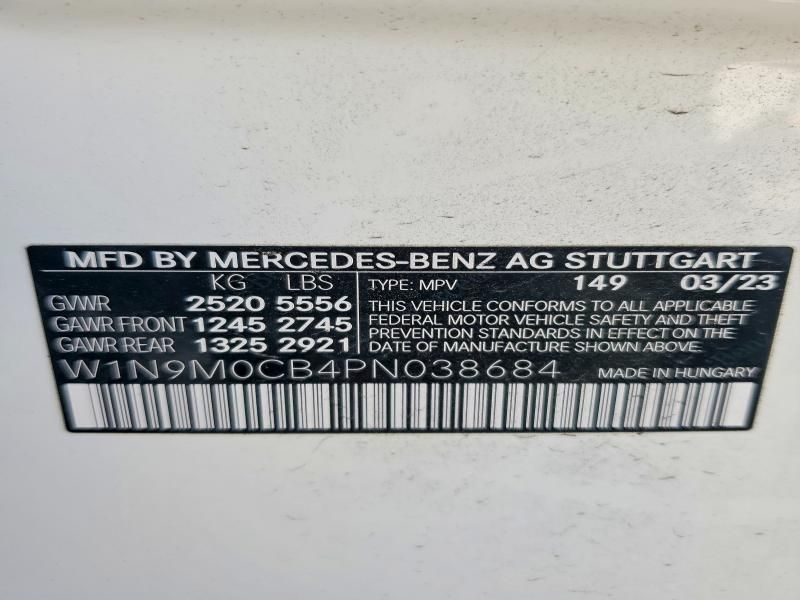 MFD BY MERCEDES-BENZ AG STUTTGART
KG LBS TYPE: MPV 149 03/23
GVWR 2520 5556 THIS VEHICLE CONFORMS TO ALL APPLICABLE
GAWR FRONT 1245 2745 FEDERAL MOTOR VEHICLE SAFETY AND THEFT
GAWR REAR 1325 2921 PREVENTION STANDARDS IN EFFECT ON THE
DATE OF MANUFACTURE SHOWN ABOVE.
W1N9M0CB4PN038684 MADE IN HUNGARY